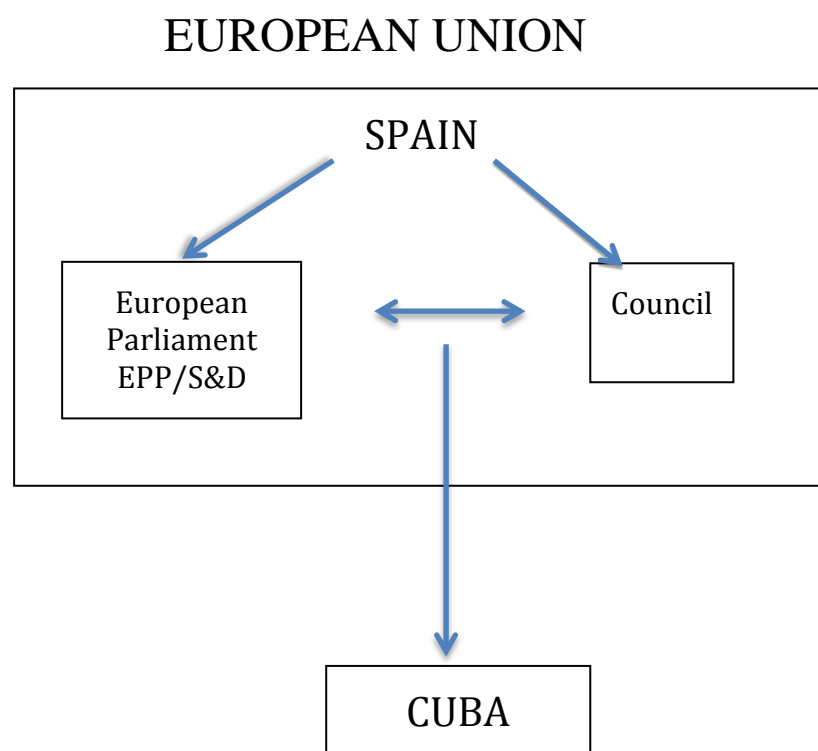 EUROPEAN UNION
SPAIN
European
Parliament
EPP/S&D
Council
CUBA